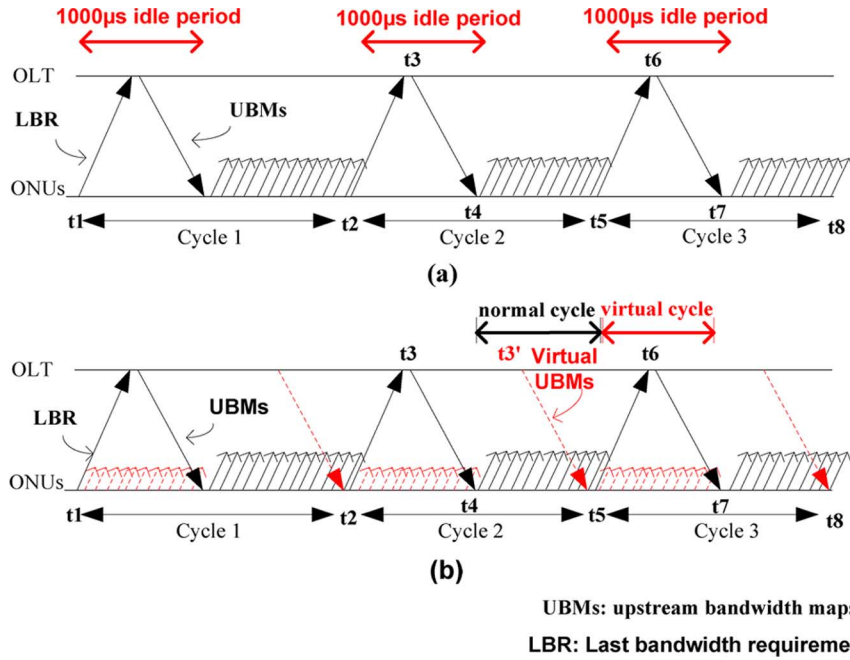 1000µs idle period 1000µs idle period 1000µs idle period
t3 t6
OLT
LBR UBMs
ONUs
t1 t2 t4 t5 t7 t8
Cycle 1 Cycle 2 Cycle 3
(a)
normal cycle virtual cycle
t3 t3' Virtual t6
OLT
UBMs
LBR UBMs
ONUs
t1 t2 t4 t5 t7 t8
Cycle 1 Cycle 2 Cycle 3
(b)
UBMs: upstream bandwidth maps
LBR: Last bandwidth requireme